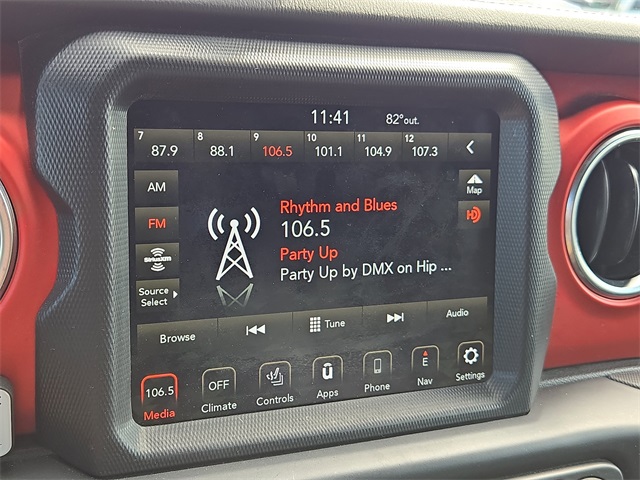 11:41 82°out.
7 8 9 10 11 12
87.9 88.1 106.5 101.1 104.9 107.3
AM
FM
SiriusXM
Source
Select
Rhythm and Blues
106.5
Party Up
Party Up by DMX on Hip ...
Map
HD
Browse Tune Audio
106.5 OFF E
Media Climate Controls Apps Phone Nav Settings